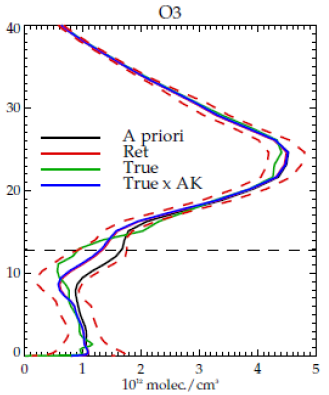 O3
40
30
A priori
Ret
True
True x AK
20
10
0
0 1 2 3 4 5
10¹² molec./cm³